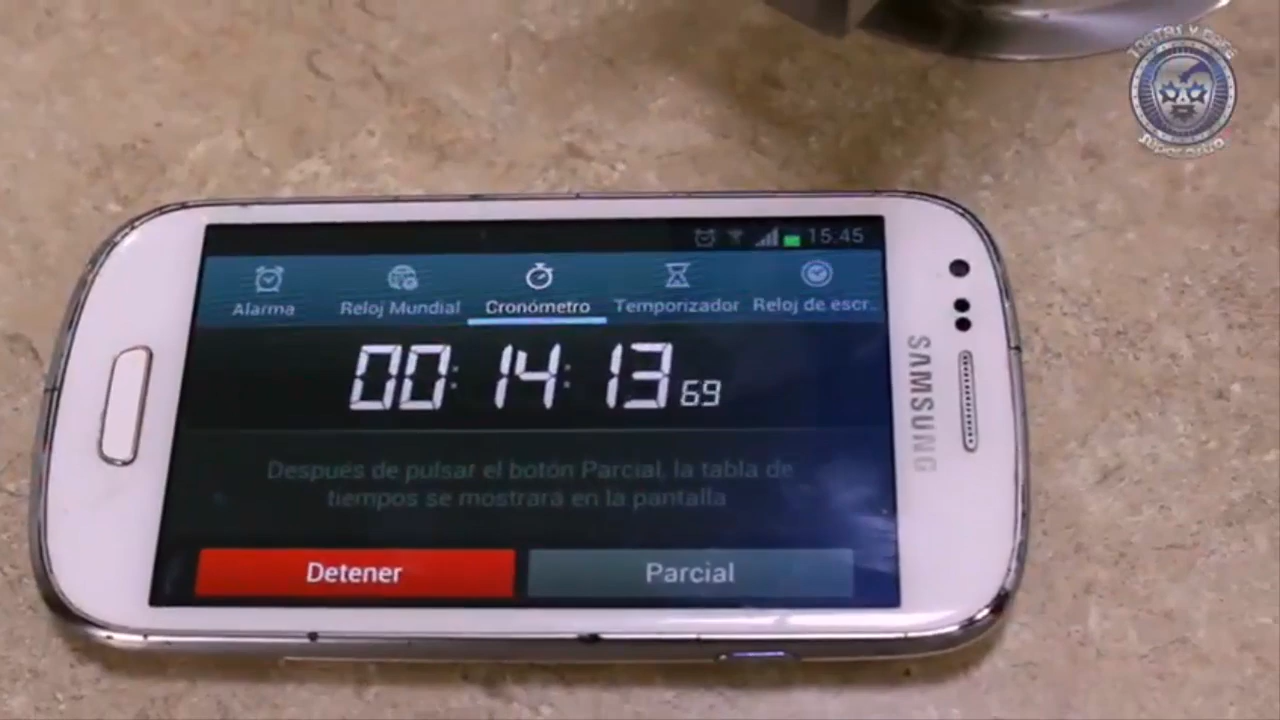 15:45
Alarma
Reloj Mundial
Cronómetro
Temporizador
Reloj de escr..
00:14:13 69
Después de pulsar el botón Parcial, la tabla de
tiempos se mostrará en la pantalla
Detener
Parcial
SAMSUNG